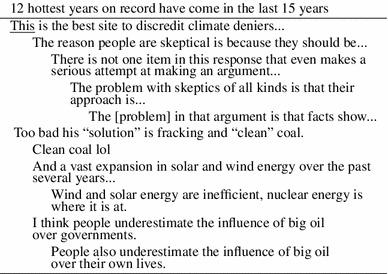 12 hottest years on record have come in the last 15 years
This is the best site to discredit climate deniers...
The reason people are skeptical is because they should be...
There is not one item in this response that even makes a
serious attempt at making an argument...
The problem with skeptics of all kinds is that their
approach is...
The [problem] in that argument is that facts show...
Too bad his “solution” is fracking and “clean” coal.
Clean coal lol
And a vast expansion in solar and wind energy over the past
several years...
Wind and solar energy are inefficient, nuclear energy is
where it is at.
I think people underestimate the influence of big oil
over governments.
People also underestimate the influence of big oil
over their own lives.